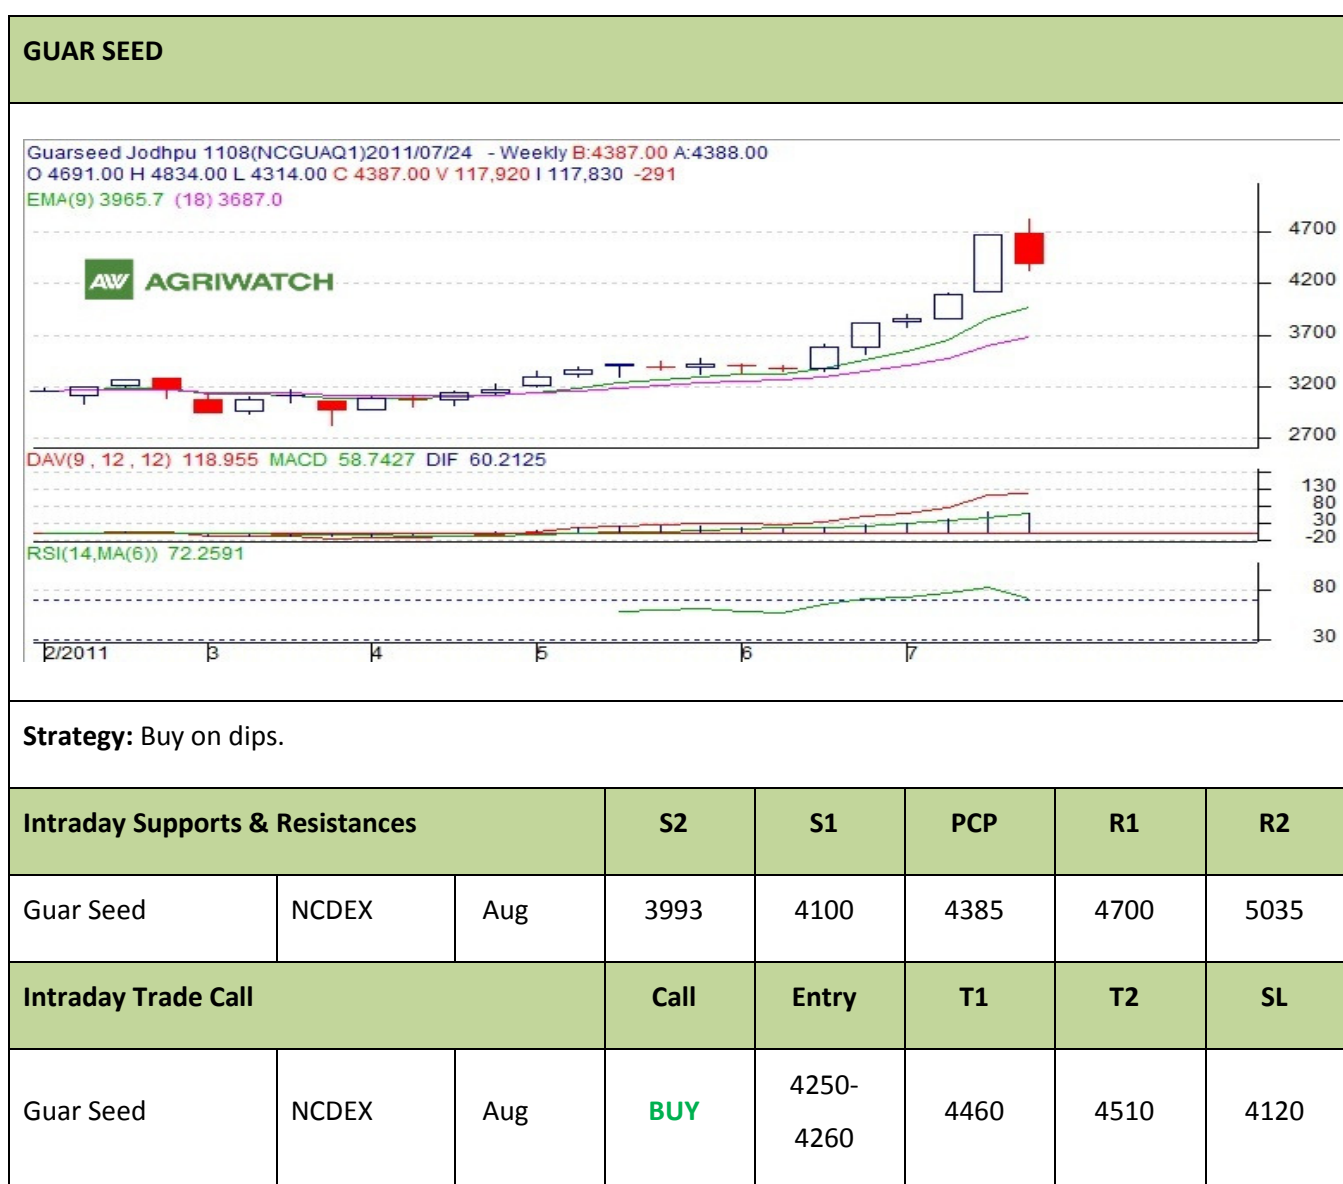 GUAR SEED
Guarseed Jodhpu 1108(NCGUAQ1)2011/07/24 - Weekly B:4387.00 A:4388.00
O 4691.00 H 4834.00 L 4314.00 C 4387.00 V 117,920 I 117,830 -291
EMA(9) 3965.7 (18) 3687.0
4700
AW AGRIWATCH
4200
3700
3200
2700
DAV(9 , 12 , 12) 118.955 MACD 58.7427 DIF 60.2125
130
80
30
-20
RSI(14,MA(6)) 72.2591
80
30
2/2011 3 4 5 6 7
Strategy: Buy on dips.
Intraday Supports & Resistances S2 S1 PCP R1 R2
Guar Seed NCDEX Aug 3993 4100 4385 4700 5035
Intraday Trade Call Call Entry T1 T2 SL
Guar Seed NCDEX Aug BUY 4250-
4260 4460 4510 4120